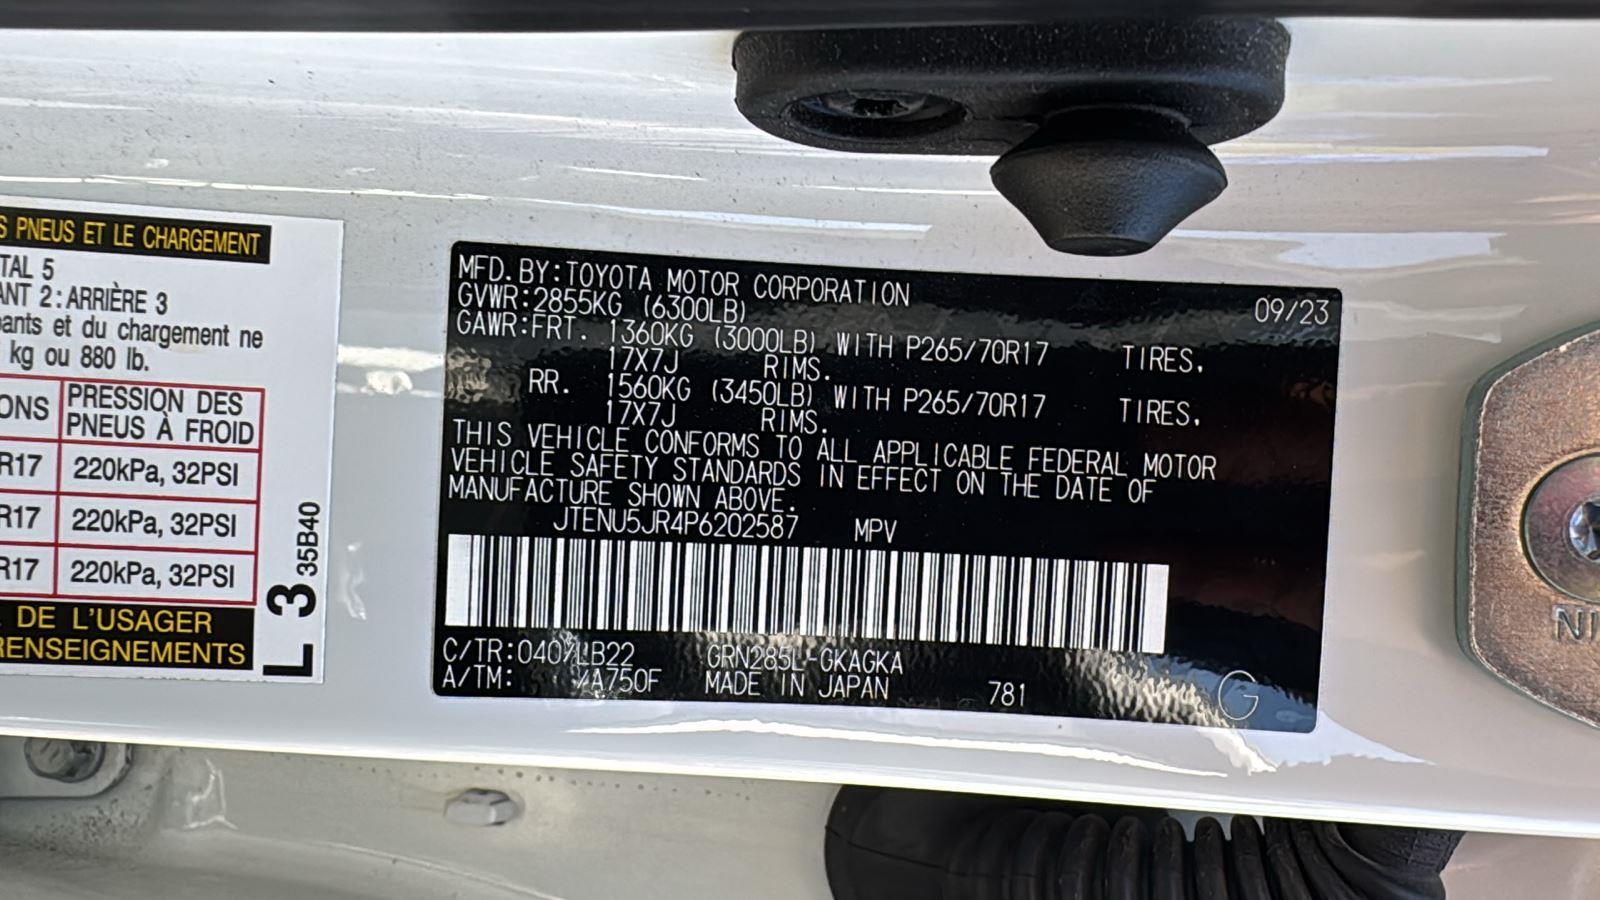 S PNEUS ET LE CHARGEMENT
TAL 5
ANT 2:ARRIÈRE 3
pants et du chargement ne
kg ou 880 lb.
ONS PRESSION DES PNEUS À FROID
R17 220kPa, 32PSI
R17 220kPa, 32PSI
R17 220kPa, 32PSI
DE L'USAGER
RENSEIGNEMENTS
L 3 35B40
MFD.BY:TOYOTA MOTOR CORPORATION 09/23
GVWR:2855KG (6300LB)
GAWR:FRT. 1360KG (3000LB) WITH P265/70R17 TIRES.
17X7J RIMS.
RR. 1560KG (3450LB) WITH P265/70R17 TIRES.
17X7J RIMS.
THIS VEHICLE CONFORMS TO ALL APPLICABLE FEDERAL MOTOR
VEHICLE SAFETY STANDARDS IN EFFECT ON THE DATE OF
MANUFACTURE SHOWN ABOVE.
JTENU5JR4P6202587 MPV
C/TR:040/LB22 GRN285L-GKAGKA
A/TM: /A750F MADE IN JAPAN 781
G
NI